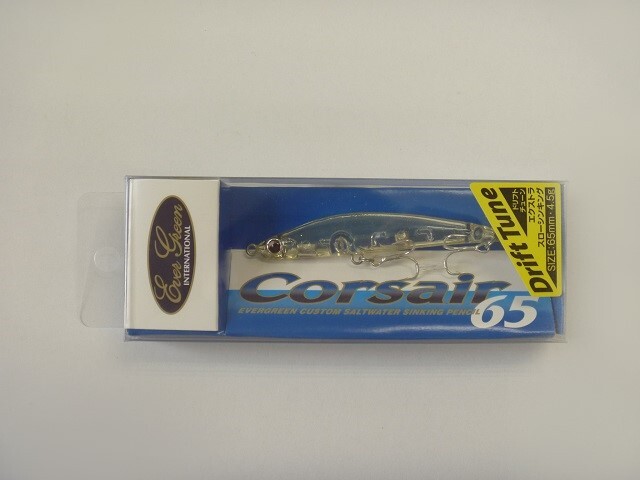 Ever Green
INTERNATIONAL
Corsair
65
EVERGREEN CUSTOM SALTWATER SINKING PENCIL
Drift Tune
ドリフト
チューン
エクストラ
スローシンキング
SIZE:65mm・4.5g